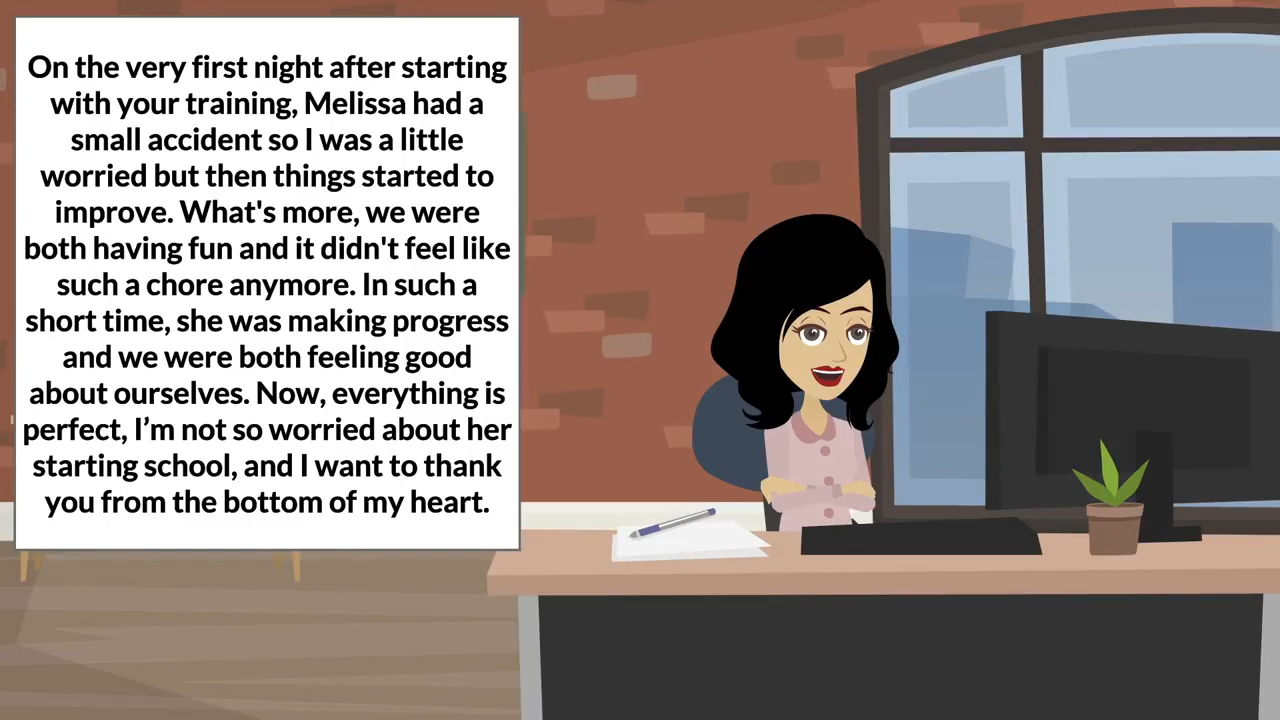 On the very first night after starting
with your training, Melissa had a
small accident so I was a little
worried but then things started to
improve. What's more, we were
both having fun and it didn't feel like
such a chore anymore. In such a
short time, she was making progress
and we were both feeling good
about ourselves. Now, everything is
perfect, I’m not so worried about her
starting school, and I want to thank
you from the bottom of my heart.